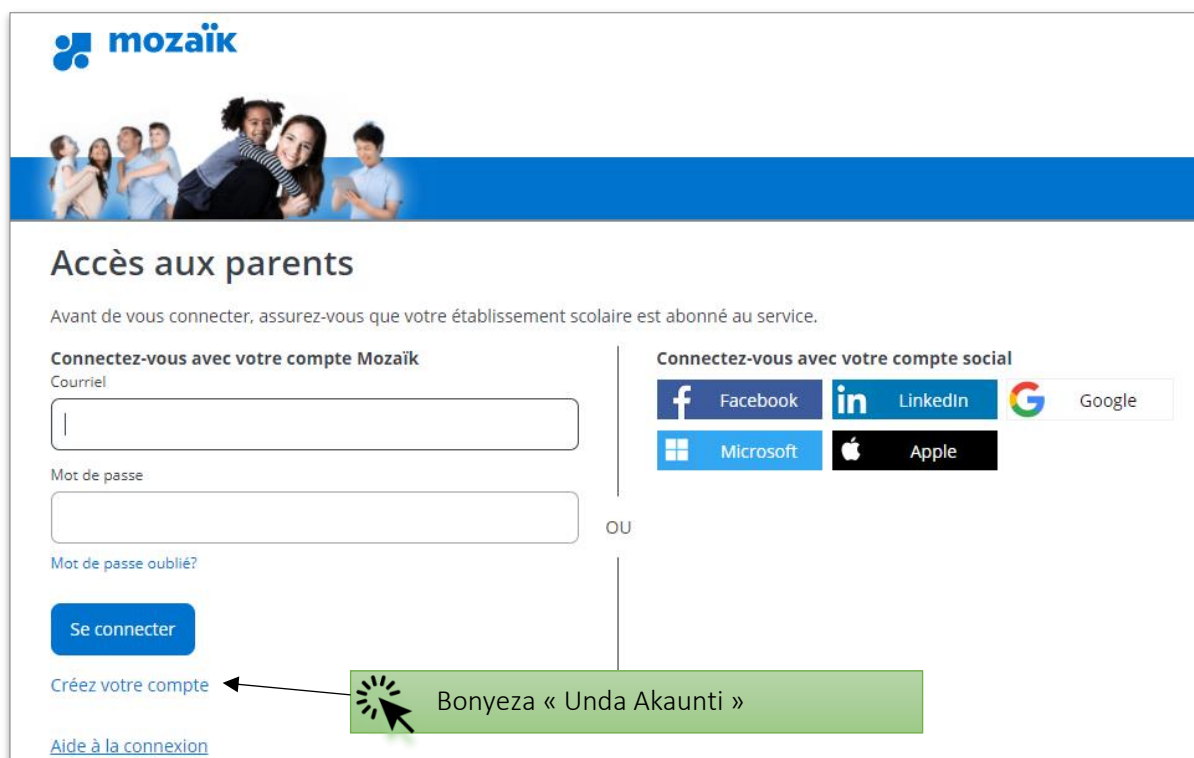 mozaïk
Accès aux parents
Avant de vous connecter, assurez-vous que votre établissement scolaire est abonné au service.
Connectez-vous avec votre compte Mozaïk
Courriel
Mot de passe
Mot de passe oublié?
Se connecter
Créez votre compte
Aide à la connexion
OU
Connectez-vous avec votre compte social
Facebook
LinkedIn
Google
Microsoft
Apple
Bonyeza « Unda Akaunti »